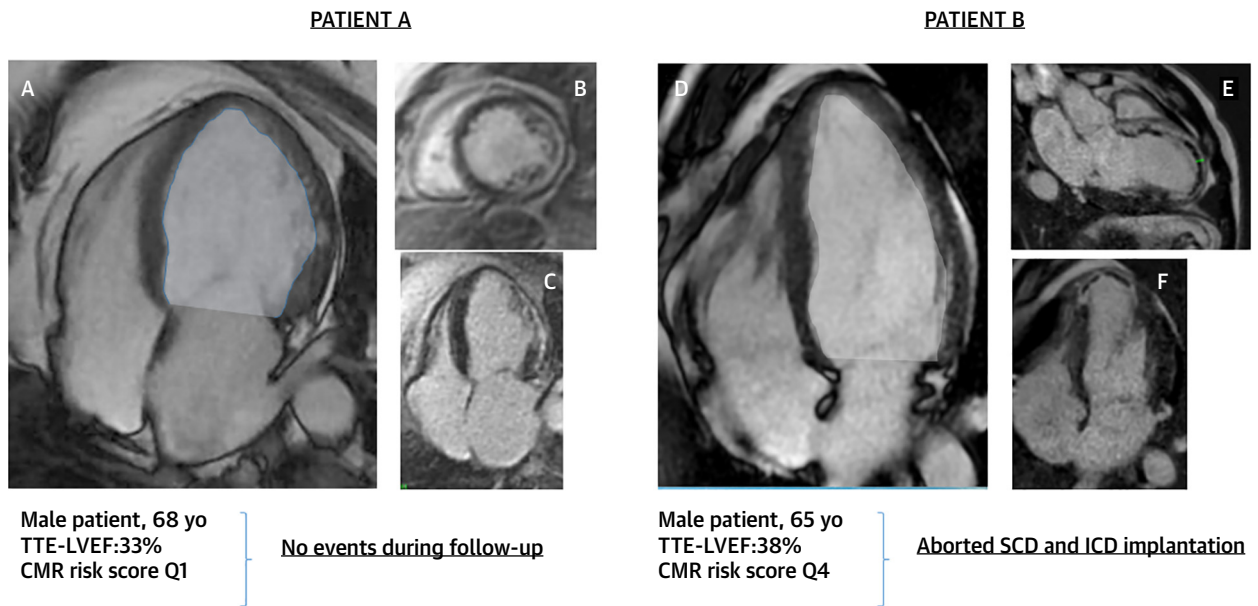 PATIENT A
PATIENT B
A
B
C
D
E
F
Male patient, 68 yo
TTE-LVEF:33%
CMR risk score Q1
No events during follow-up
Male patient, 65 yo
TTE-LVEF:38%
CMR risk score Q4
Aborted SCD and ICD implantation